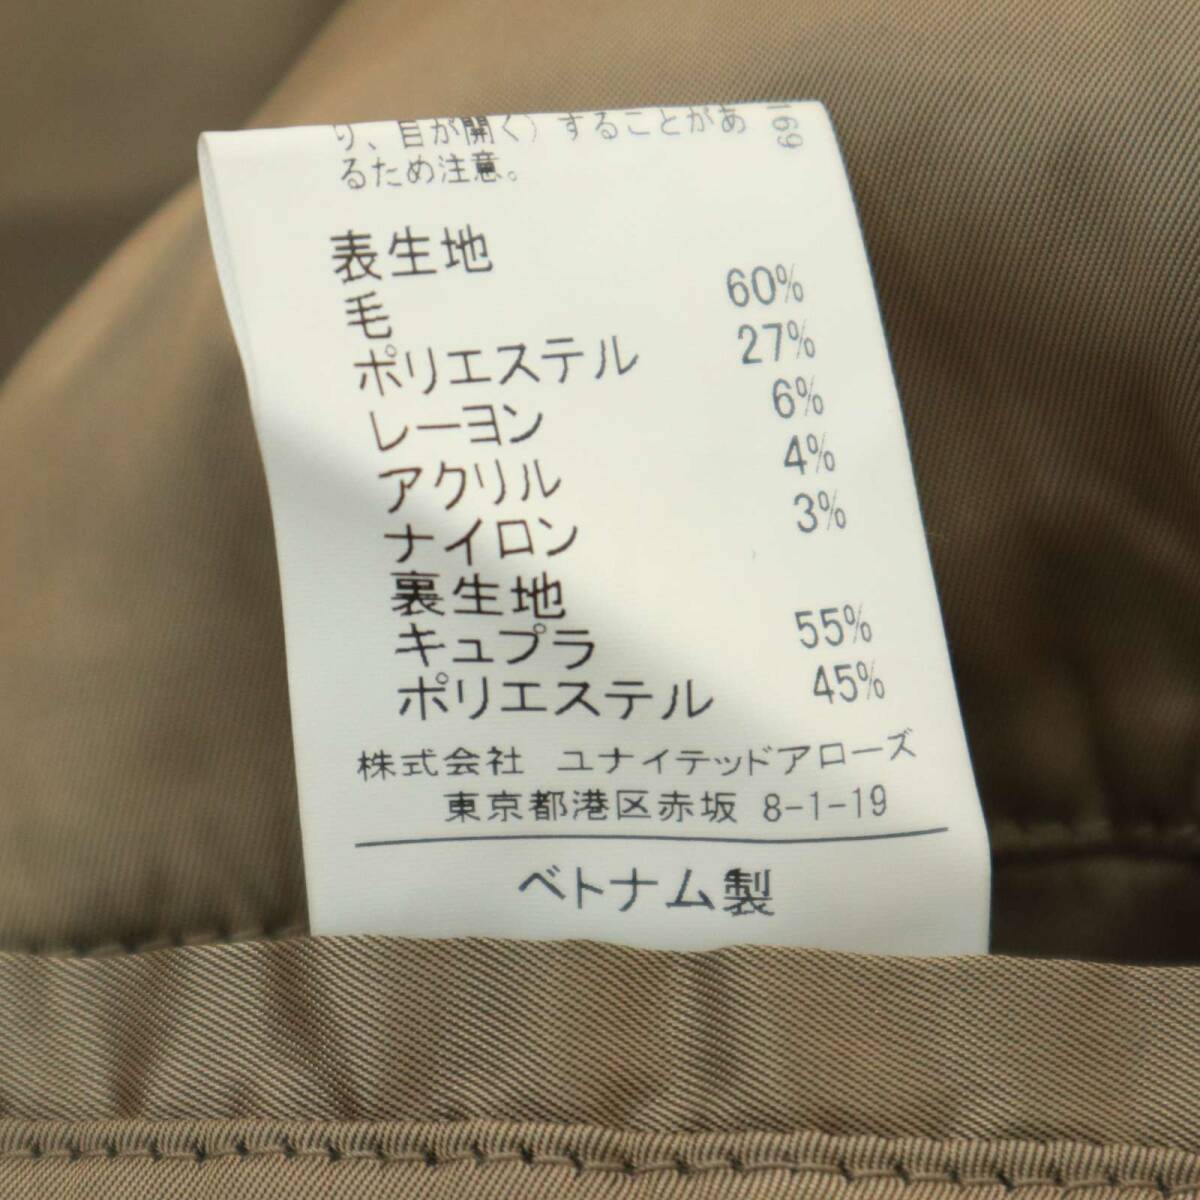 り、目が開く）することがあ
るため注意。
169
表生地
毛 60%
ポリエステル 27%
レーヨン 6%
アクリル 4%
ナイロン 3%
裏生地
キュプラ 55%
ポリエステル 45%
株式会社 ユナイテッドアローズ
東京都港区赤坂 8-1-19
ベトナム製